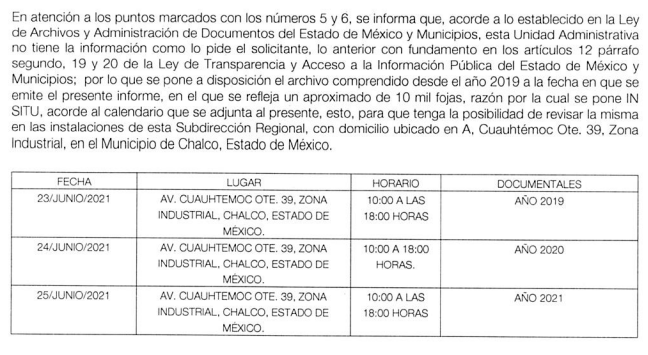 En atención a los puntos marcados con los números 5 y 6, se informa que, acorde a lo establecido en la Ley
de Archivos y Administración de Documentos del Estado de México y Municipios, esta Unidad Administrativa
no tiene la información como lo pide el solicitante, lo anterior con fundamento en los artículos 12 párrafo
segundo, 19 y 20 de la Ley de Transparencia y Acceso a la Información Pública del Estado de México y
Municipios; por lo que se pone a disposición el archivo comprendido desde el año 2019 a la fecha en que se
emite el presente informe, en el que se refleja un aproximado de 10 mil fojas, razón por la cual se pone IN
SITU, acorde al calendario que se adjunta al presente, esto, para que tenga la posibilidad de revisar la misma
en las instalaciones de esta Subdirección Regional, con domicilio ubicado en A, Cuauhtémoc Ote. 39, Zona
Industrial, en el Municipio de Chalco, Estado de México.
FECHA LUGAR HORARIO DOCUMENTALES
23/JUNIO/2021 AV. CUAUHTEMOC OTE. 39, ZONA 10:00 A LAS AÑO 2019
INDUSTRIAL, CHALCO, ESTADO DE 18:00 HORAS
MÉXICO.
24/JUNIO/2021 AV. CUAUHTEMOC OTE. 39, ZONA 10:00 A 18:00 AÑO 2020
INDUSTRIAL, CHALCO, ESTADO DE HORAS.
MÉXICO.
25/JUNIO/2021 AV. CUAUHTEMOC OTE. 39, ZONA 10:00 A LAS AÑO 2021
INDUSTRIAL, CHALCO, ESTADO DE 18:00 HORAS
MÉXICO.